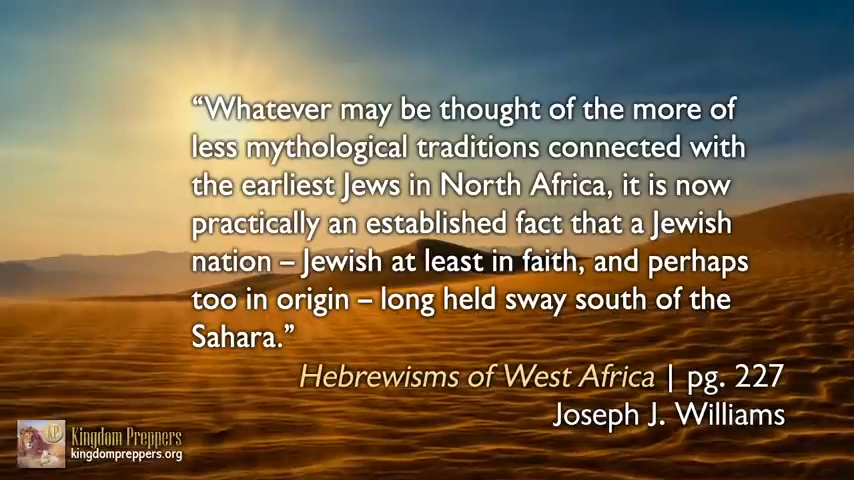 “Whatever may be thought of the more of
less mythological traditions connected with
the earliest Jews in North Africa, it is now
practically an established fact that a Jewish
nation – Jewish at least in faith, and perhaps
too in origin – long held sway south of the
Sahara.”
Hebrewisms of West Africa | pg. 227
Joseph J. Williams
KP
Kingdom Preppers
kingdompreppers.org